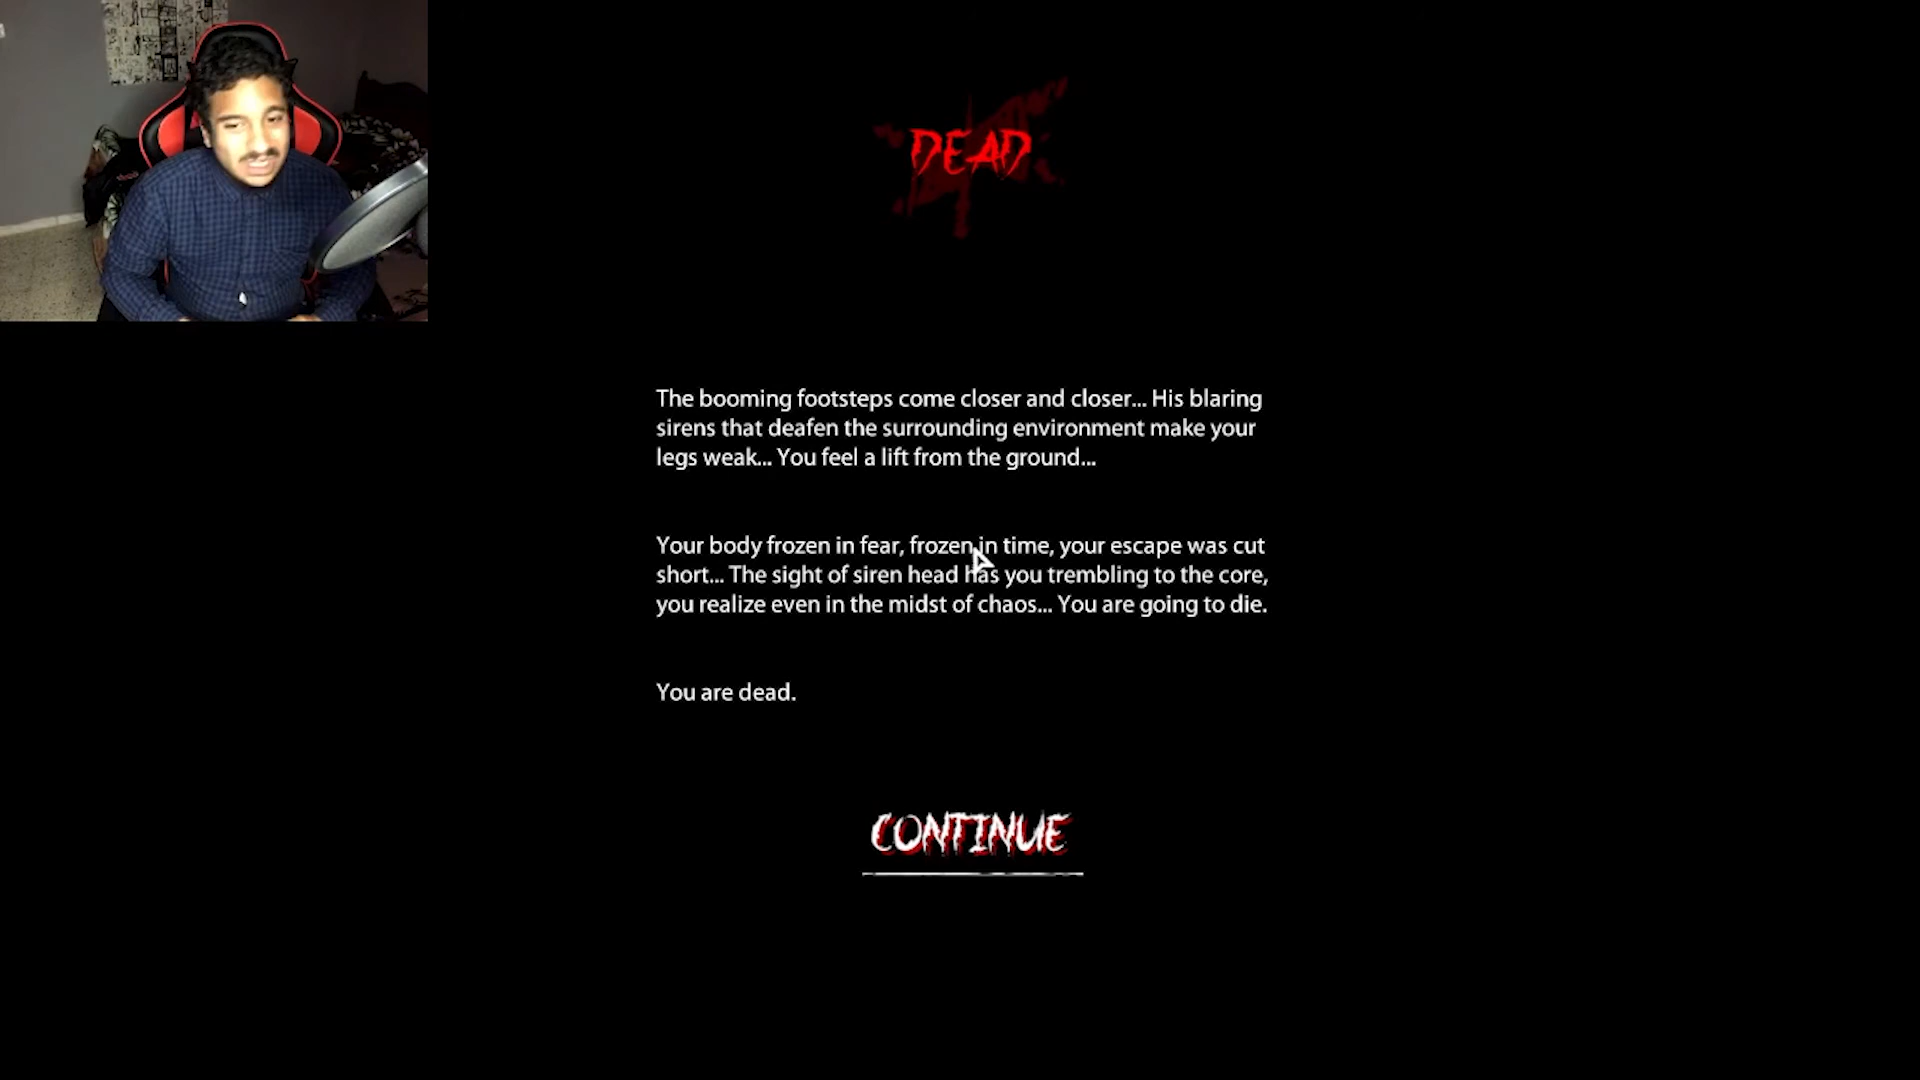 DEAD
The booming footsteps come closer and closer... His blaring
sirens that deafen the surrounding environment make your
legs weak... You feel a lift from the ground...
Your body frozen in fear, frozen in time, your escape was cut
short... The sight of siren head has you trembling to the core,
you realize even in the midst of chaos... You are going to die.
You are dead.
CONTINUE